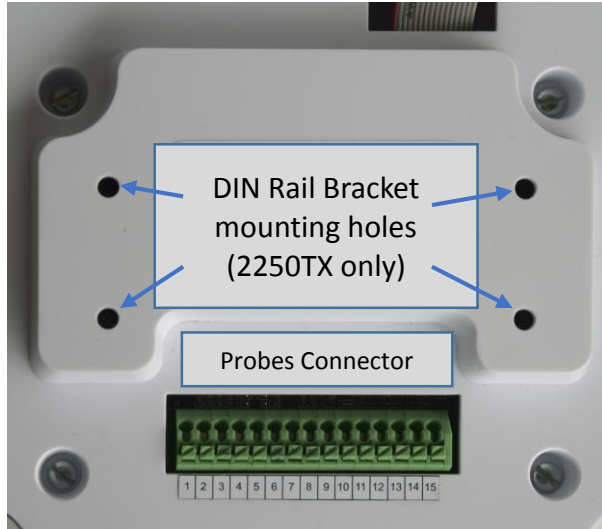 DIN Rail Bracket
mounting holes
(2250TX only)
Probes Connector
1 2 3 4 5 6 7 8 9 10 11 12 13 14 15